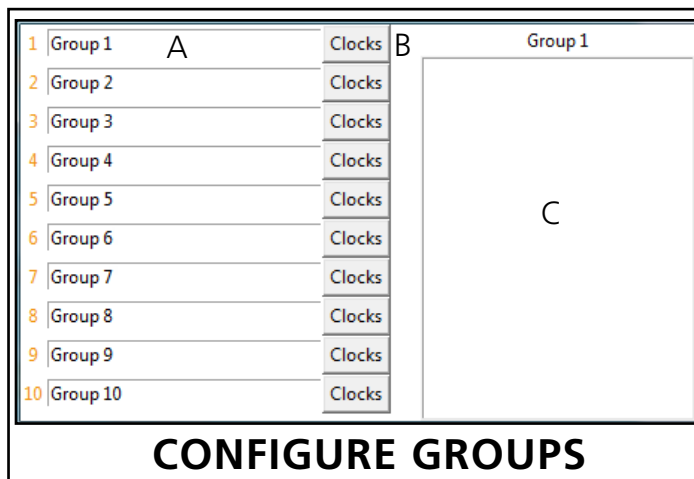 1 Group 1 A Clocks B Group 1
2 Group 2 Clocks
3 Group 3 Clocks
4 Group 4 Clocks
5 Group 5 Clocks C
6 Group 6 Clocks
7 Group 7 Clocks
8 Group 8 Clocks
9 Group 9 Clocks
10 Group 10 Clocks
CONFIGURE GROUPS